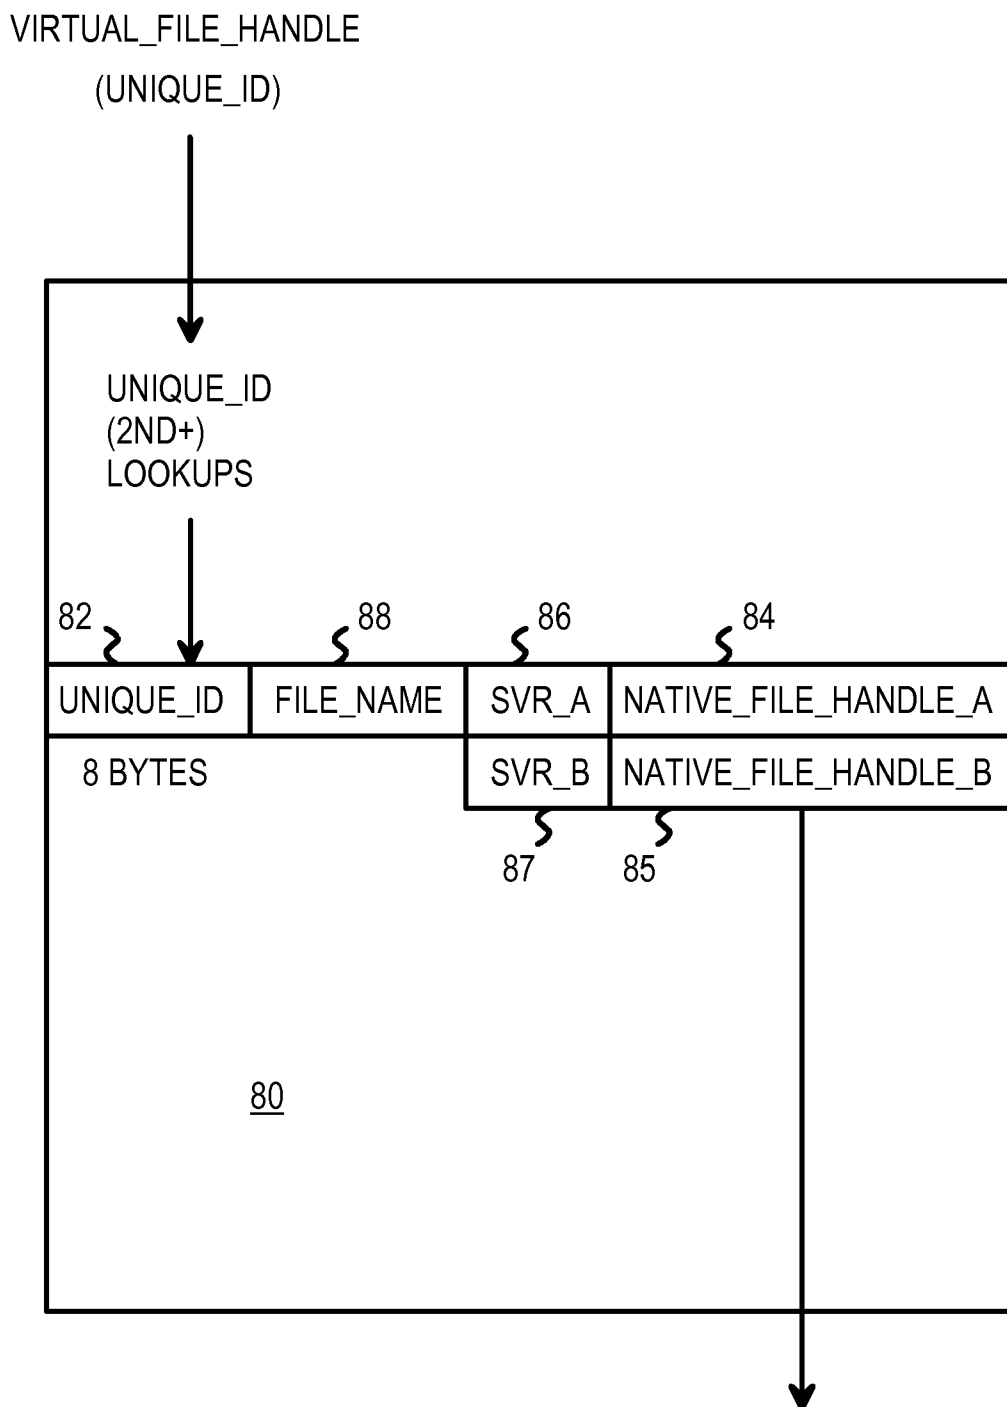 VIRTUAL_FILE_HANDLE
(UNIQUE_ID)
UNIQUE_ID
(2ND+)
LOOKUPS
82 88 86 84
UNIQUE_ID FILE_NAME SVR_A NATIVE_FILE_HANDLE_A
8 BYTES SVR_B NATIVE_FILE_HANDLE_B
87 85
80